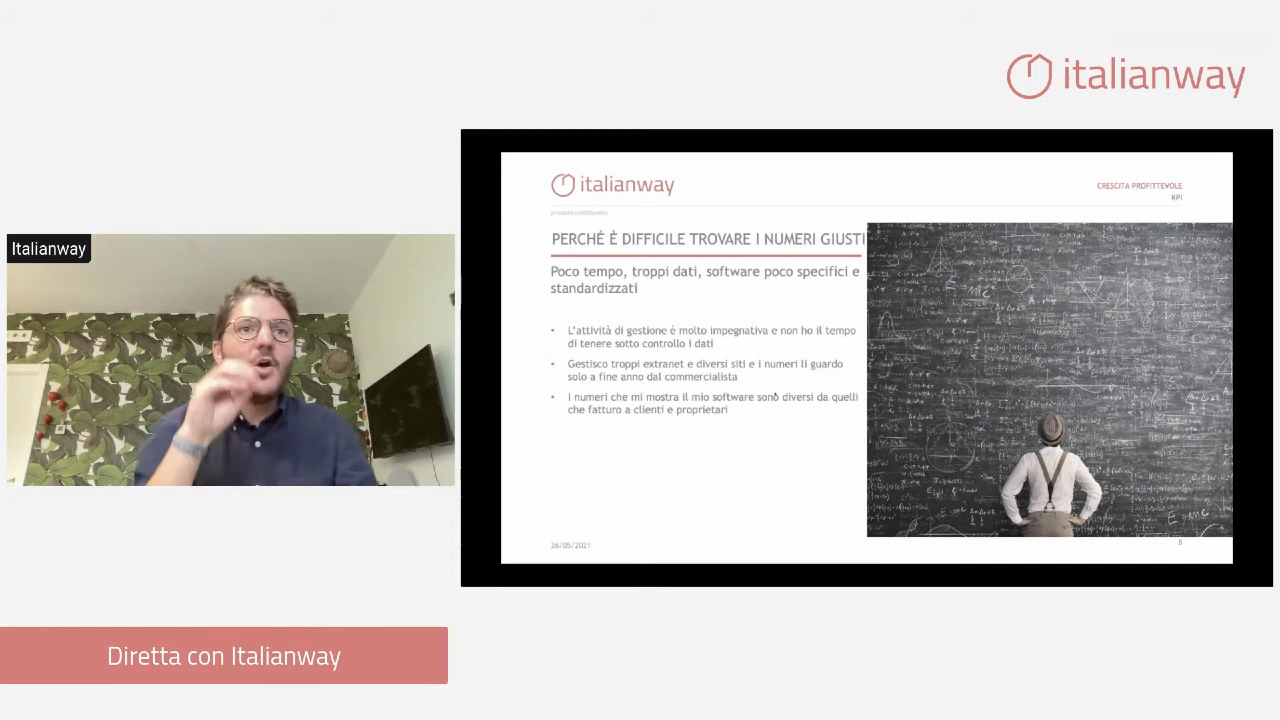 italianway
Italianway
italianway
CRESCITA PROFITTEVOLE
KPI
PERCHÉ È DIFFICILE TROVARE I NUMERI GIUSTI
Poco tempo, troppi dati, software poco specifici e
standardizzati
• L'attività di gestione è molto impegnativa e non ho il tempo
di tenere sotto controllo i dati
• Gestisco troppi extranet e diversi siti e i numeri li guardo
solo a fine anno dal commercialista
• I numeri che mi mostra il mio software sono diversi da quelli
che fatturo a clienti e proprietari
26/05/2021
8
Diretta con Italianway